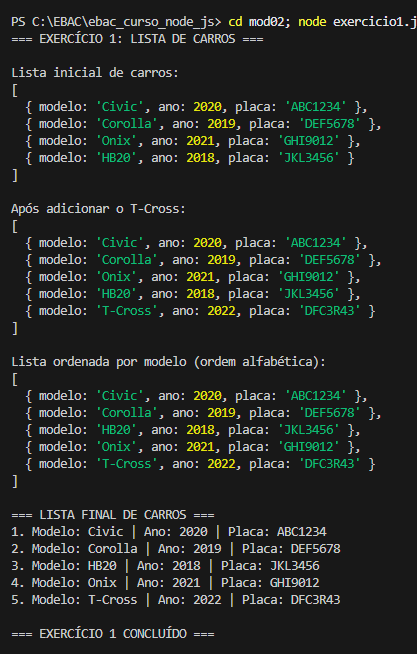 PS C:\EBAC\ebac_curso_node_js> cd mod02; node exercicio1.j
=== EXERCÍCIO 1: LISTA DE CARROS ===
Lista inicial de carros:
[
  { modelo: 'Civic', ano: 2020, placa: 'ABC1234' },
  { modelo: 'Corolla', ano: 2019, placa: 'DEF5678' },
  { modelo: 'Onix', ano: 2021, placa: 'GHI9012' },
  { modelo: 'HB20', ano: 2018, placa: 'JKL3456' }
]
Após adicionar o T-Cross:
[
  { modelo: 'Civic', ano: 2020, placa: 'ABC1234' },
  { modelo: 'Corolla', ano: 2019, placa: 'DEF5678' },
  { modelo: 'Onix', ano: 2021, placa: 'GHI9012' },
  { modelo: 'HB20', ano: 2018, placa: 'JKL3456' },
  { modelo: 'T-Cross', ano: 2022, placa: 'DFC3R43' }
]
Lista ordenada por modelo (ordem alfabética):
[
  { modelo: 'Civic', ano: 2020, placa: 'ABC1234' },
  { modelo: 'Corolla', ano: 2019, placa: 'DEF5678' },
  { modelo: 'HB20', ano: 2018, placa: 'JKL3456' },
  { modelo: 'Onix', ano: 2021, placa: 'GHI9012' },
  { modelo: 'T-Cross', ano: 2022, placa: 'DFC3R43' }
]
=== LISTA FINAL DE CARROS ===
1. Modelo: Civic | Ano: 2020 | Placa: ABC1234
2. Modelo: Corolla | Ano: 2019 | Placa: DEF5678
3. Modelo: HB20 | Ano: 2018 | Placa: JKL3456
4. Modelo: Onix | Ano: 2021 | Placa: GHI9012
5. Modelo: T-Cross | Ano: 2022 | Placa: DFC3R43
=== EXERCÍCIO 1 CONCLUÍDO ===